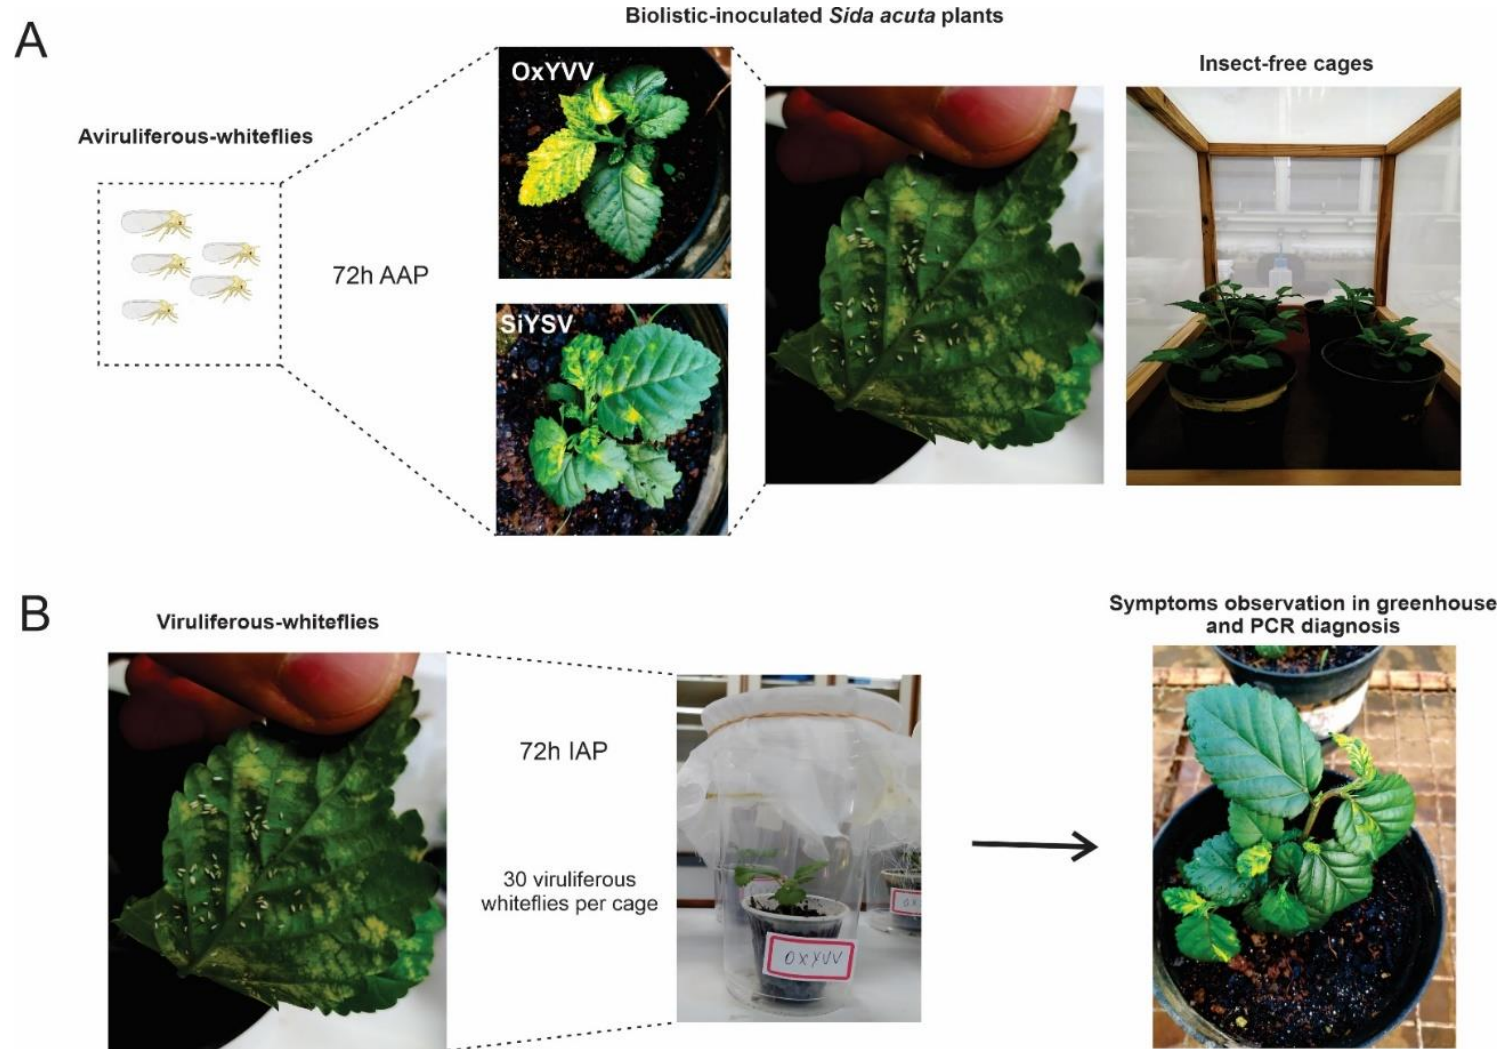 A
Biolistic-inoculated Sida acuta plants
Insect-free cages
Aviruliferous-whiteflies
72h AAP
OxYVV
SiYSV
B
Viruliferous-whiteflies
72h IAP
30 viruliferous
whiteflies per cage
OXYVV
Symptoms observation in greenhouse
and PCR diagnosis